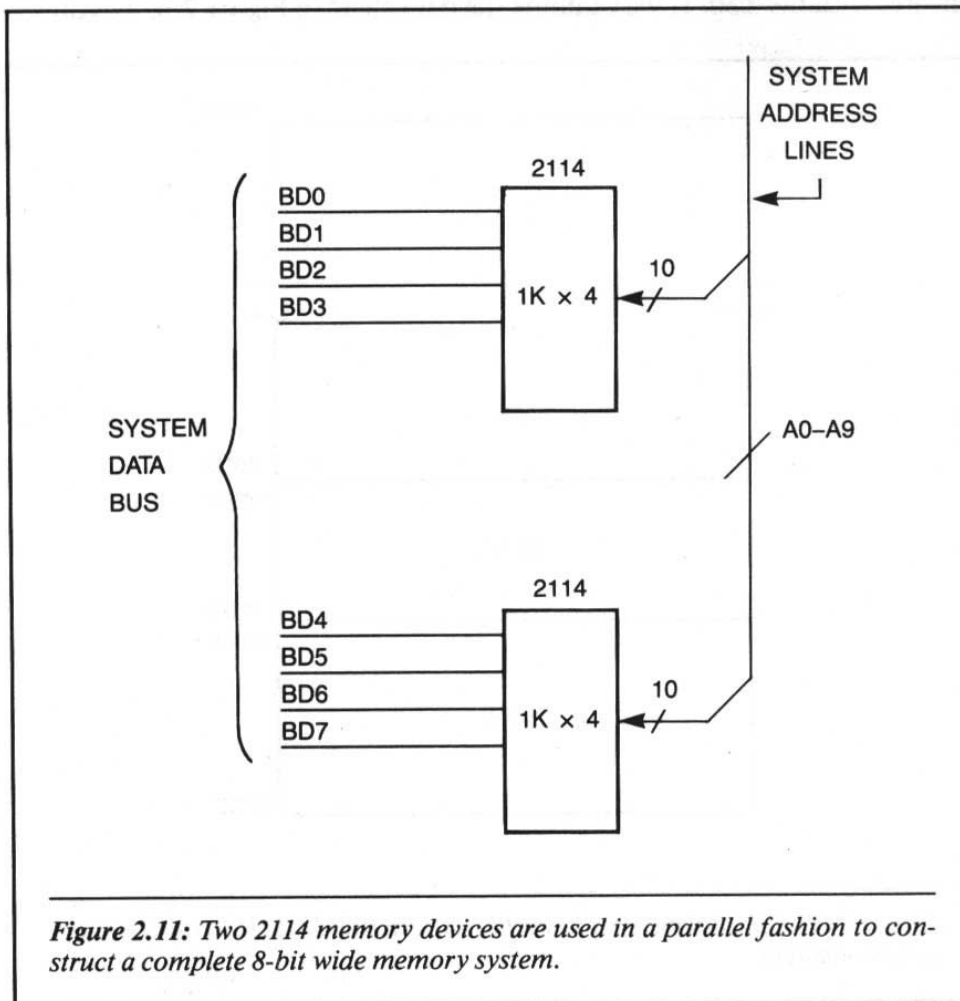 SYSTEM
ADDRESS
LINES
2114
BD0
BD1
BD2
BD3
1K × 4
10
A0–A9
SYSTEM
DATA
BUS
2114
BD4
BD5
BD6
BD7
1K × 4
10
Figure 2.11: Two 2114 memory devices are used in a parallel fashion to con-
struct a complete 8-bit wide memory system.